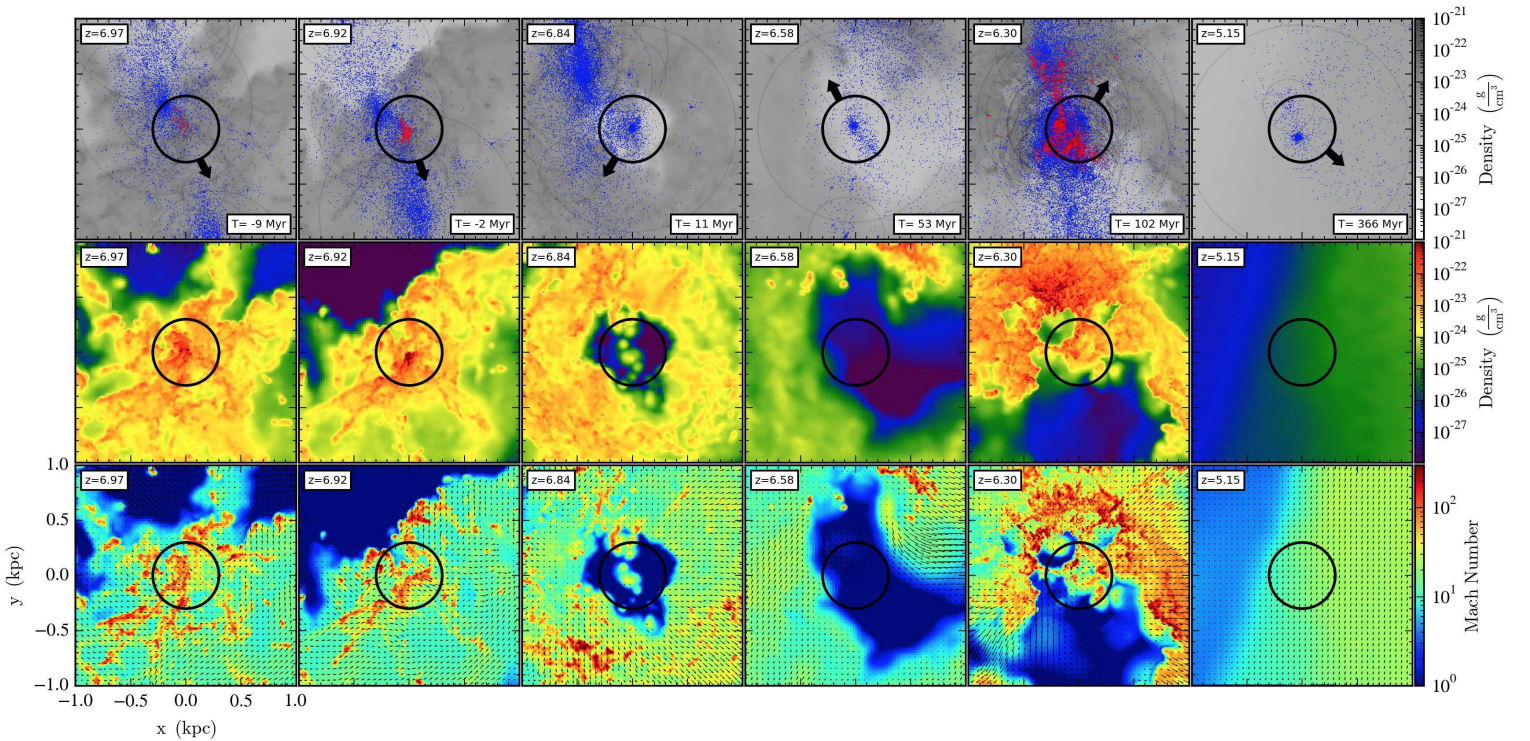 z=6.97 z=6.92 z=6.84 z=6.58 z=6.30 z=5.15
T= -9 Myr T= -2 Myr T= 11 Myr T= 53 Myr T= 102 Myr T= 366 Myr
10^-21
10^-22
10^-23
10^-24
10^-25
10^-26
10^-27
Density (g/cm^3)
z=6.97 z=6.92 z=6.84 z=6.58 z=6.30 z=5.15
10^-21
10^-22
10^-23
10^-24
10^-25
10^-26
10^-27
Density (g/cm^3)
10^-21
z=6.97 z=6.92 z=6.84 z=6.58 z=6.30 z=5.15
1.0
0.5
0.0
−0.5
−1.0
y (kpc)
−1.0 −0.5 0.0 0.5 1.0
x (kpc)
10^2
10^1
10^0
Mach Number